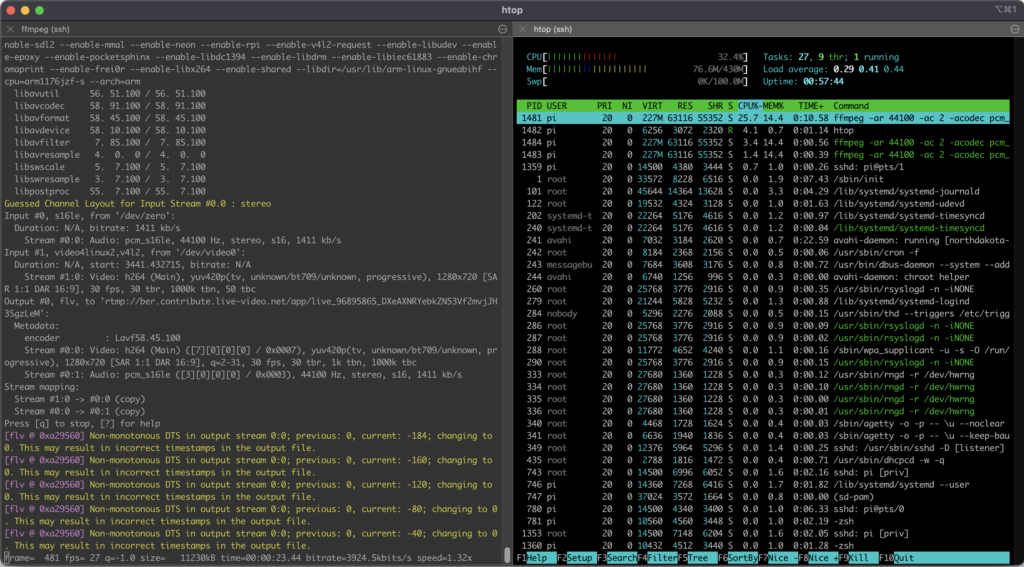 htop
⌥⌘1
ffmpeg (ssh)
nable-sdl2 --enable-mmal --enable-neon --enable-rpi --enable-v4l2-request --enable-libudev --enabl
e-epoxy --enable-pocketsphinx --enable-libdc1394 --enable-libdrm --enable-libiec61883 --enable-chr
omaprint --enable-frei0r --enable-libx264 --enable-shared --libdir=/usr/lib/arm-linux-gnueabihf --
cpu=arm1176jzf-s --arch=arm
libavutil 56. 51.100 / 56. 51.100
libavcodec 58. 91.100 / 58. 91.100
libavformat 58. 45.100 / 58. 45.100
libavdevice 58. 10.100 / 58. 10.100
libavfilter 7. 85.100 / 7. 85.100
libavresample 4. 0. 0 / 4. 0. 0
libswscale 5. 7.100 / 5. 7.100
libswresample 3. 7.100 / 3. 7.100
libpostproc 55. 7.100 / 55. 7.100
Guessed Channel Layout for Input Stream #0.0 : stereo
Input #0, s16le, from '/dev/zero':
Duration: N/A, bitrate: 1411 kb/s
Stream #0:0: Audio: pcm_s16le, 44100 Hz, stereo, s16, 1411 kb/s
Input #1, video4linux2,v4l2, from '/dev/video0':
Duration: N/A, start: 3441.432715, bitrate: N/A
Stream #1:0: Video: h264 (Main), yuv420p(tv, unknown/bt709/unknown, progressive), 1280x720 [SA
R 1:1 DAR 16:9], 30 fps, 30 tbr, 1000k tbn, 50 tbc
Output #0, flv, to 'rtmp://ber.contribute.live-video.net/app/live_96895865_DXeAXNRYebkZN53Vf2mvjJH
3SgzLeM':
Metadata:
encoder : Lavf58.45.100
Stream #0:0: Video: h264 (Main) ([7][0][0][0] / 0x0007), yuv420p(tv, unknown/bt709/unknown, pr
ogressive), 1280x720 [SAR 1:1 DAR 16:9], q=2-31, 30 fps, 30 tbr, 1k tbn, 1000k tbc
Stream #0:1: Audio: pcm_s16le ([3][0][0][0] / 0x0003), 44100 Hz, stereo, s16, 1411 kb/s
Stream mapping:
Stream #1:0 -> #0:0 (copy)
Stream #0:0 -> #0:1 (copy)
Press [q] to stop, [?] for help
[flv @ 0xa29560] Non-monotonous DTS in output stream 0:0; previous: 0, current: -184; changing to
0. This may result in incorrect timestamps in the output file.
[flv @ 0xa29560] Non-monotonous DTS in output stream 0:0; previous: 0, current: -160; changing to
0. This may result in incorrect timestamps in the output file.
[flv @ 0xa29560] Non-monotonous DTS in output stream 0:0; previous: 0, current: -120; changing to
0. This may result in incorrect timestamps in the output file.
[flv @ 0xa29560] Non-monotonous DTS in output stream 0:0; previous: 0, current: -80; changing to 0
. This may result in incorrect timestamps in the output file.
[flv @ 0xa29560] Non-monotonous DTS in output stream 0:0; previous: 0, current: -40; changing to 0
. This may result in incorrect timestamps in the output file.
frame= 481 fps= 27 q=-1.0 size= 11230kB time=00:00:23.44 bitrate=3924.5kbits/s speed=1.32x
htop (ssh)
CPU[||||||||||||||||| 32.4%] Tasks: 27, 9 thr; 1 running
Mem[||||||||||||||||||||||||| 76.6M/430M] Load average: 0.29 0.41 0.44
Swp[ 0K/100.0M] Uptime: 00:57:44
PID USER PRI NI VIRT RES SHR S CPU%-MEM% TIME+ Command
1481 pi 20 0 227M 63116 55352 S 25.7 14.4 0:10.58 ffmpeg -ar 44100 -ac 2 -acodec pcm_
1482 pi 20 0 6256 3072 2320 R 4.1 0.7 0:01.14 htop
1484 pi 20 0 227M 63116 55352 S 3.4 14.4 0:00.56 ffmpeg -ar 44100 -ac 2 -acodec pcm_
1483 pi 20 0 227M 63116 55352 S 1.4 14.4 0:00.39 ffmpeg -ar 44100 -ac 2 -acodec pcm_
1359 pi 20 0 14500 4380 3444 S 0.7 1.0 0:00.26 sshd: pi@pts/1
1 root 20 0 33572 8228 6516 S 0.0 1.9 0:07.43 /sbin/init
101 root 20 0 45644 14364 13628 S 0.0 3.3 0:04.29 /lib/systemd/systemd-journald
122 root 20 0 19532 4324 3128 S 0.0 1.0 0:01.63 /lib/systemd/systemd-udevd
202 systemd-t 20 0 22264 5176 4616 S 0.0 1.2 0:00.97 /lib/systemd/systemd-timesyncd
240 systemd-t 20 0 22264 5176 4616 S 0.0 1.2 0:00.04 /lib/systemd/systemd-timesyncd
241 avahi 20 0 7032 3184 2620 S 0.0 0.7 0:22.59 avahi-daemon: running [northdakota-
242 root 20 0 8184 2368 2156 S 0.0 0.5 0:00.06 /usr/sbin/cron -f
243 messagebu 20 0 7684 3608 3176 S 0.0 0.8 0:00.72 /usr/bin/dbus-daemon --system --add
244 avahi 20 0 6740 1256 996 S 0.0 0.3 0:00.00 avahi-daemon: chroot helper
260 root 20 0 25768 3776 2916 S 0.0 0.9 0:00.35 /usr/sbin/rsyslogd -n -iNONE
279 root 20 0 21244 5828 5232 S 0.0 1.3 0:00.88 /lib/systemd/systemd-logind
284 nobody 20 0 5296 2276 2088 S 0.0 0.5 0:00.15 /usr/sbin/thd --triggers /etc/trigg
286 root 20 0 25768 3776 2916 S 0.0 0.9 0:00.09 /usr/sbin/rsyslogd -n -iNONE
287 root 20 0 25768 3776 2916 S 0.0 0.9 0:00.02 /usr/sbin/rsyslogd -n -iNONE
288 root 20 0 11772 4652 4240 S 0.0 1.1 0:00.16 /sbin/wpa_supplicant -u -s -O /run/
290 root 20 0 25768 3776 2916 S 0.0 0.9 0:00.15 /usr/sbin/rsyslogd -n -iNONE
333 root 20 0 27680 1360 1228 S 0.0 0.3 0:00.12 /usr/sbin/rngd -r /dev/hwrng
334 root 20 0 27680 1360 1228 S 0.0 0.3 0:00.10 /usr/sbin/rngd -r /dev/hwrng
335 root 20 0 27680 1360 1228 S 0.0 0.3 0:00.00 /usr/sbin/rngd -r /dev/hwrng
336 root 20 0 27680 1360 1228 S 0.0 0.3 0:00.01 /usr/sbin/rngd -r /dev/hwrng
340 root 20 0 4468 1728 1624 S 0.0 0.4 0:00.03 /sbin/agetty -o -p -- \u --noclear
341 root 20 0 6636 1940 1836 S 0.0 0.4 0:00.03 /sbin/agetty -o -p -- \u --keep-bau
349 root 20 0 12376 5964 5296 S 0.0 1.4 0:00.25 sshd: /usr/sbin/sshd -D [listener]
435 root 20 0 2788 1816 1472 S 0.0 0.4 0:00.71 /usr/sbin/dhcpcd -w -q
743 root 20 0 14500 6996 6052 S 0.0 1.6 0:02.16 sshd: pi [priv]
746 pi 20 0 14360 7268 6416 S 0.0 1.7 0:01.82 /lib/systemd/systemd --user
747 pi 20 0 37024 3572 1664 S 0.0 0.8 0:00.00 (sd-pam)
780 pi 20 0 14500 4340 3400 S 0.0 1.0 0:06.33 sshd: pi@pts/0
781 pi 20 0 10560 4560 3448 S 0.0 1.0 0:02.19 -zsh
1353 root 20 0 14500 7148 6204 S 0.0 1.6 0:02.05 sshd: pi [priv]
1360 pi 20 0 10432 4512 3440 S 0.0 1.0 0:01.28 -zsh
F1Help F2Setup F3SearchF4FilterF5Tree F6SortByF7Nice -F8Nice +F9Kill F10Quit